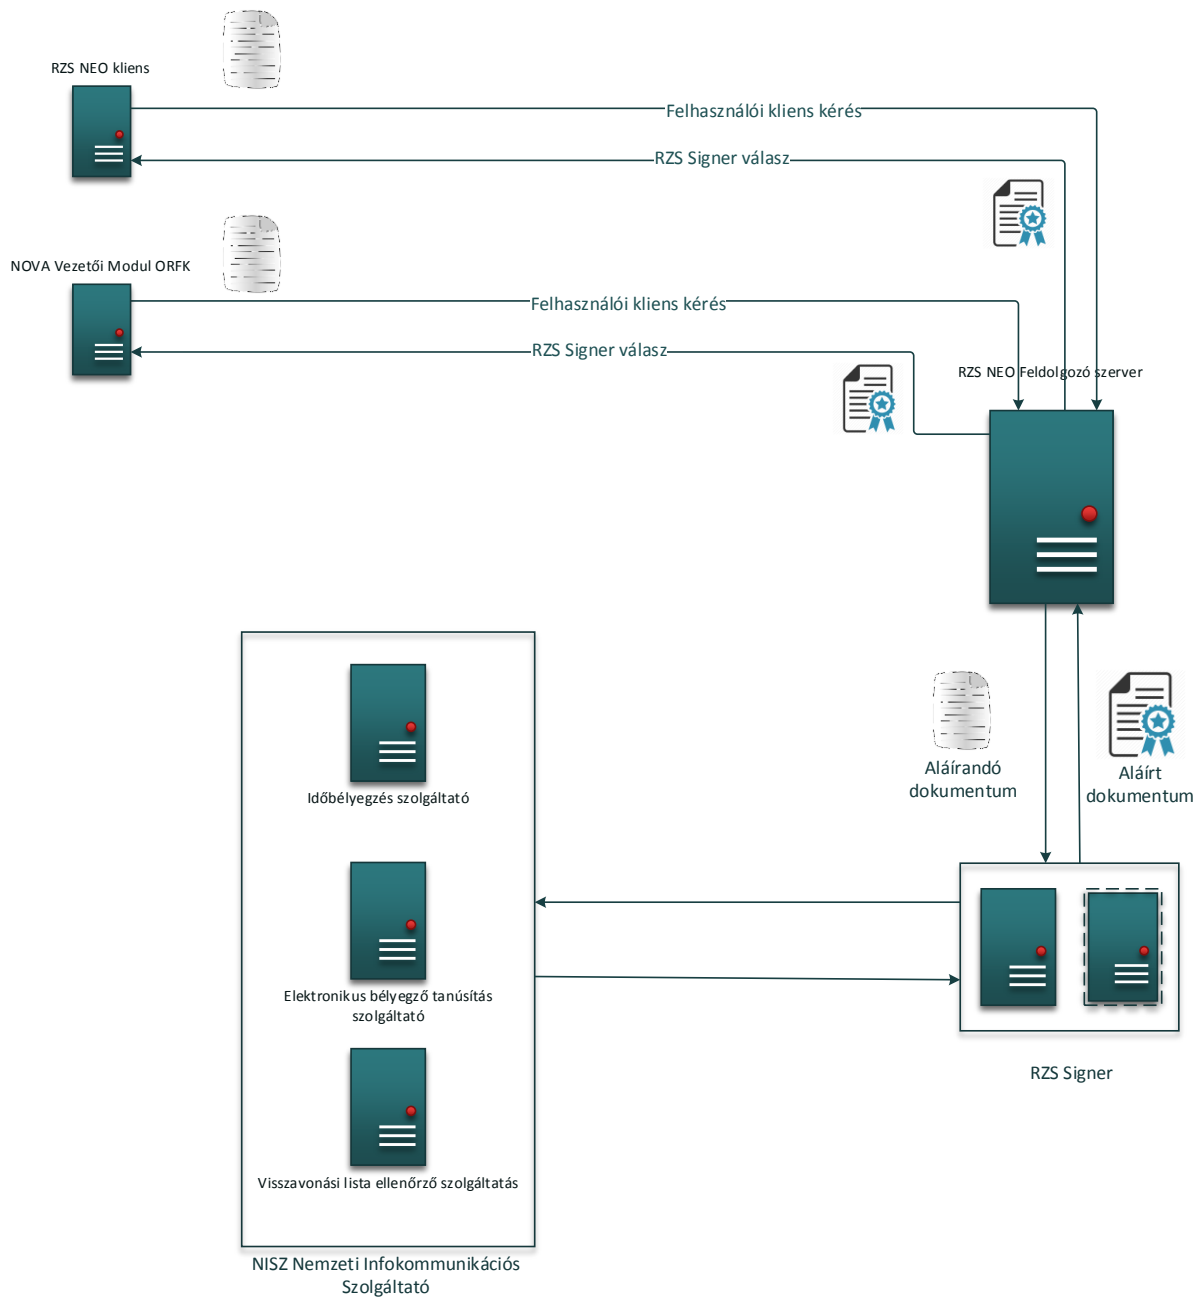 RZS NEO kliens
Felhasználói kliens kérés
RZS Signer válasz
NOVA Vezetői Modul ORFK
Felhasználói kliens kérés
RZS Signer válasz
RZS NEO Feldolgozó szerver
Aláírandó
dokumentum
Aláírt
dokumentum
Időbélyegzés szolgáltató
Elektronikus bélyegző tanúsítás
szolgáltató
Visszavonási lista ellenőrző szolgáltatás
RZS Signer
NISZ Nemzeti Infokommunikációs
Szolgáltató